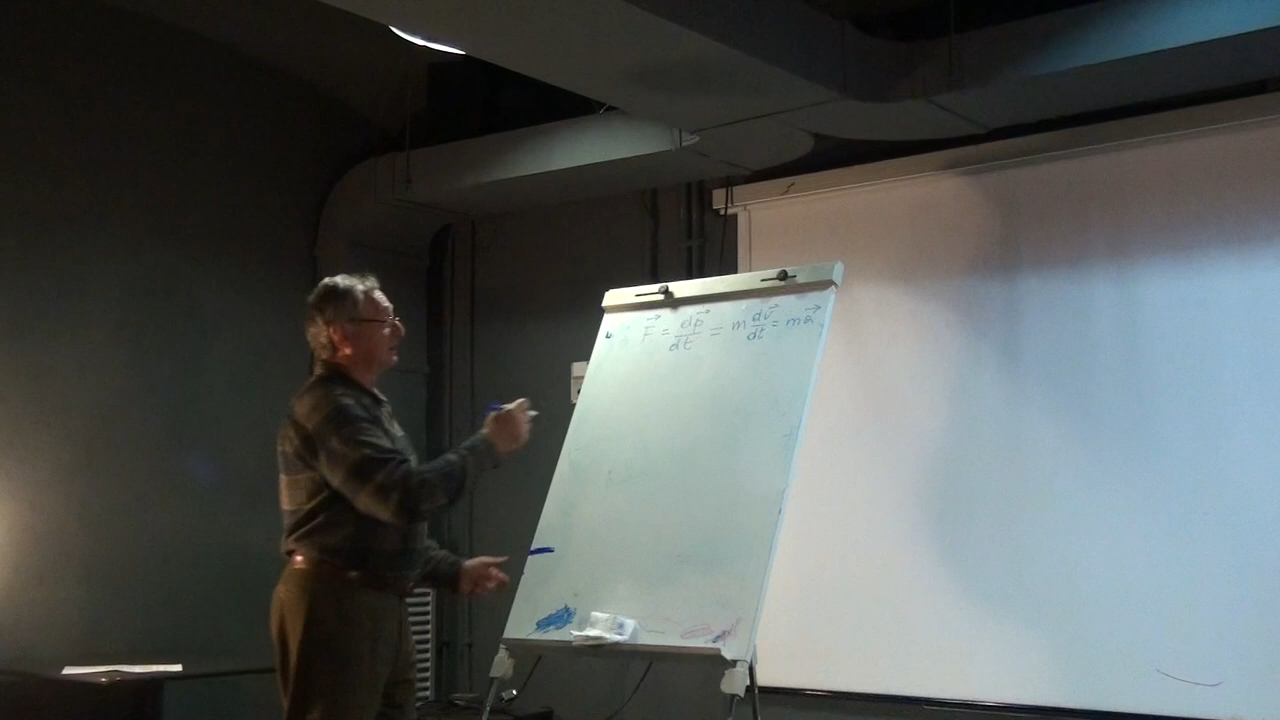 F⃗ = dp⃗/dt = m dv⃗/dt = ma⃗